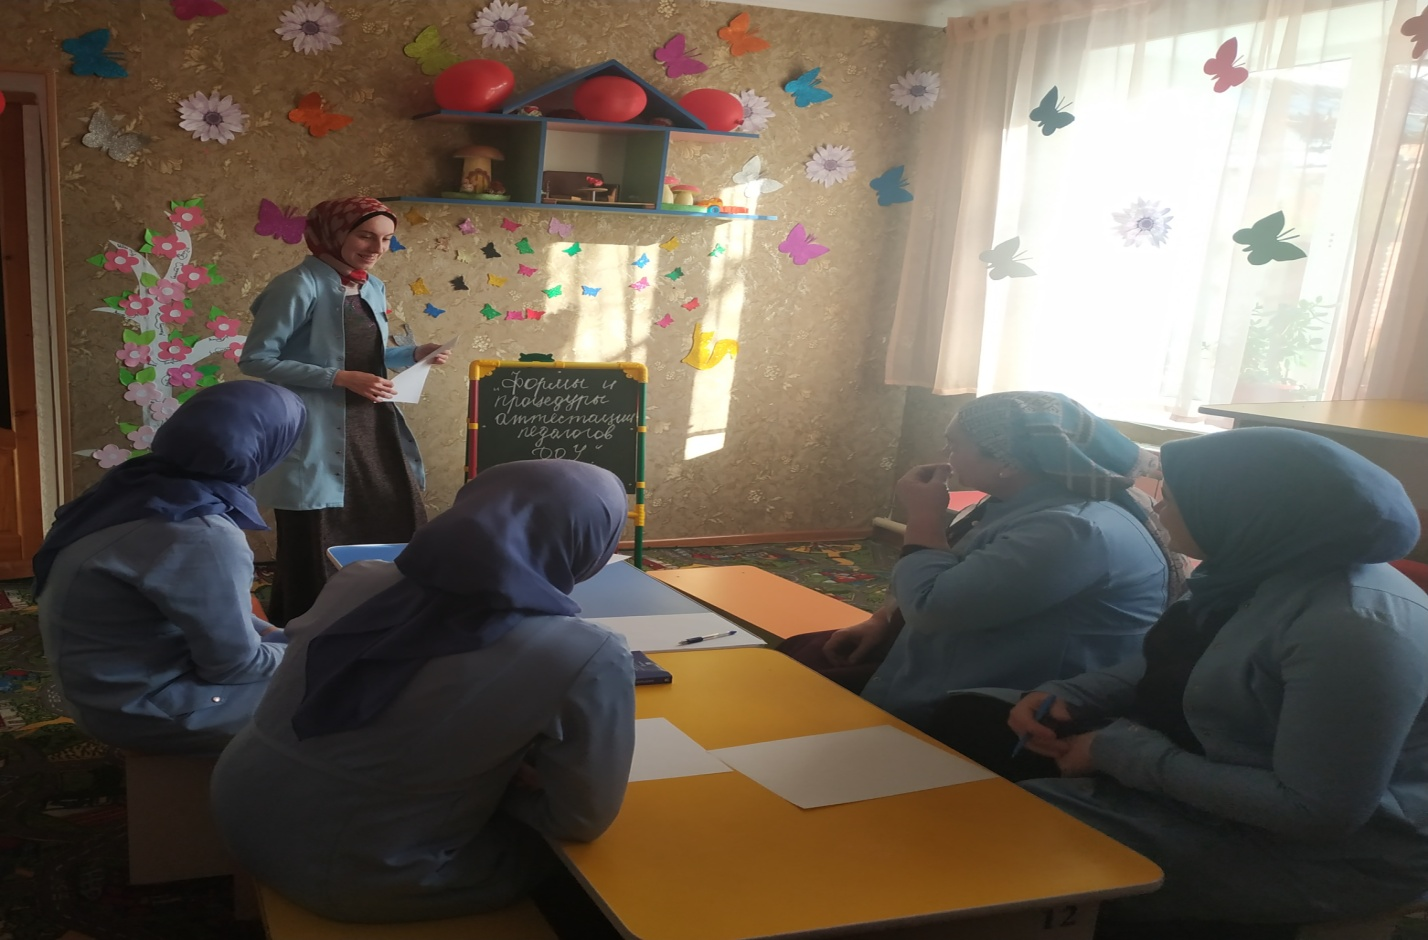 "Формы и
процедуры
аттестации
педагогов
ДОУ"
12